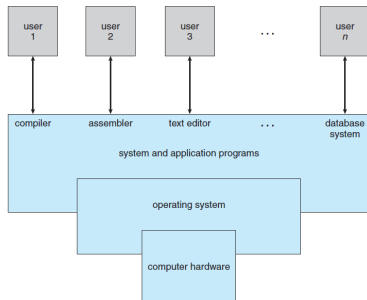 user
1
user
2
user
3
...
user
n
compiler
assembler
text editor
...
database
system
system and application programs
operating system
computer hardware